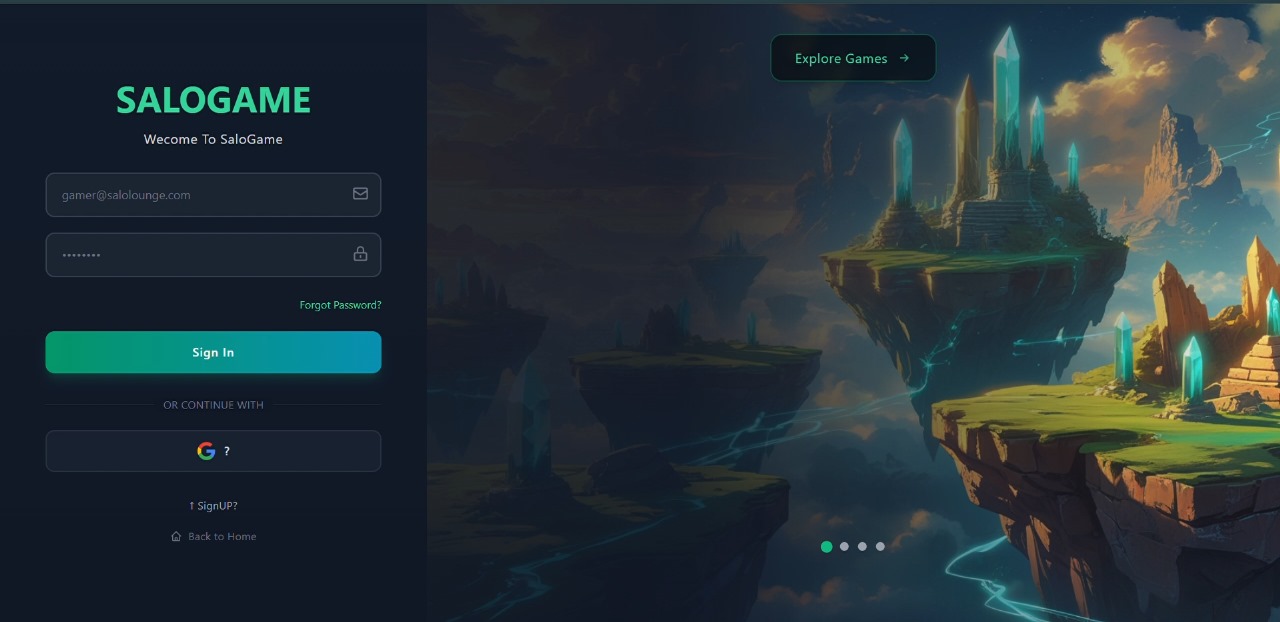 SALOGAME
Wecome To SaloGame
gamer@salolounge.com
••••••••
Forgot Password?
Sign In
OR CONTINUE WITH
?
↑ SignUP?
Back to Home
Explore Games →